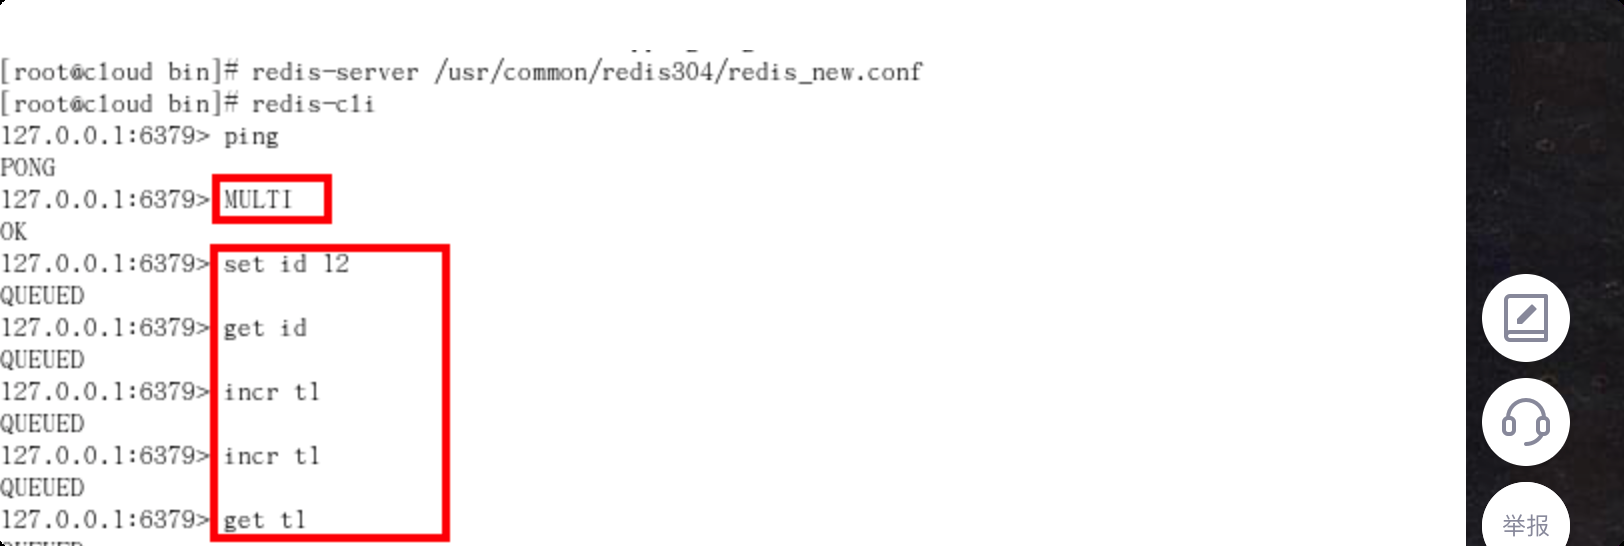 [root@cloud bin]# redis-server /usr/common/redis304/redis_new.conf
[root@cloud bin]# redis-cli
127.0.0.1:6379> ping
PONG
127.0.0.1:6379> MULTI
OK
127.0.0.1:6379> set id 12
QUEUED
127.0.0.1:6379> get id
QUEUED
127.0.0.1:6379> incr t1
QUEUED
127.0.0.1:6379> incr t1
QUEUED
127.0.0.1:6379> get t1
举报